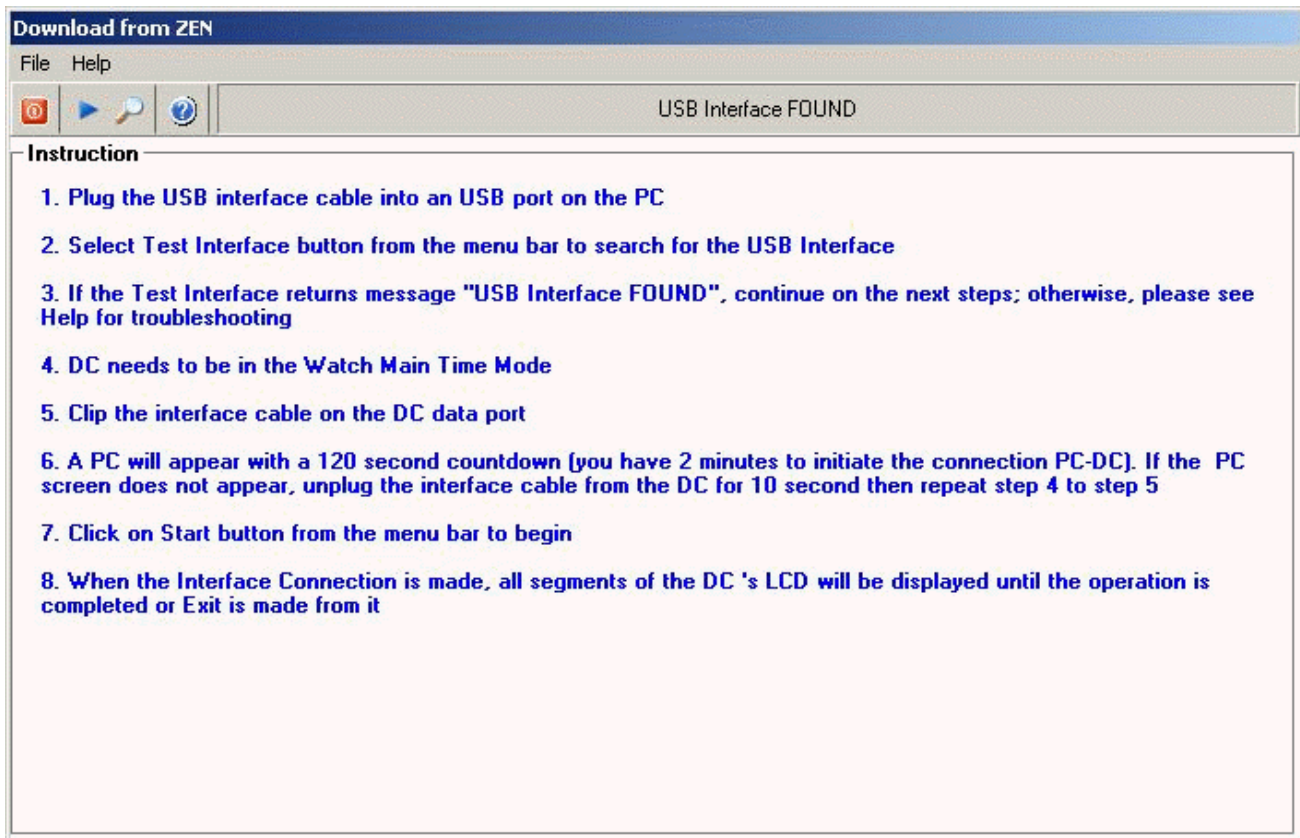 Download from ZEN
File Help
USB Interface FOUND
Instruction
1. Plug the USB interface cable into an USB port on the PC
2. Select Test Interface button from the menu bar to search for the USB Interface
3. If the Test Interface returns message "USB Interface FOUND", continue on the next steps; otherwise, please see
Help for troubleshooting
4. DC needs to be in the Watch Main Time Mode
5. Clip the interface cable on the DC data port
6. A PC will appear with a 120 second countdown (you have 2 minutes to initiate the connection PC-DC). If the  PC
screen does not appear, unplug the interface cable from the DC for 10 second then repeat step 4 to step 5
7. Click on Start button from the menu bar to begin
8. When the Interface Connection is made, all segments of the DC 's LCD will be displayed until the operation is
completed or Exit is made from it